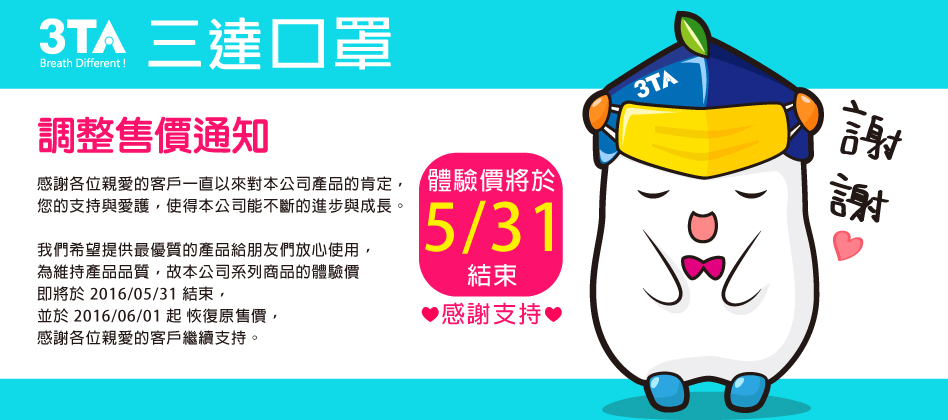 3TA
Breath Different!
三達口罩
調整售價通知
感謝各位親愛的客戶一直以來對本公司產品的肯定，
您的支持與愛護，使得本公司能不斷的進步與成長。
我們希望提供最優質的產品給朋友們放心使用，
為維持產品品質，故本公司系列商品的體驗價
即將於 2016/05/31 結束，
並於 2016/06/01 起 恢復原售價，
感謝各位親愛的客戶繼續支持。
體驗價將於
5/31
結束
♥感謝支持♥
3TA
謝
謝